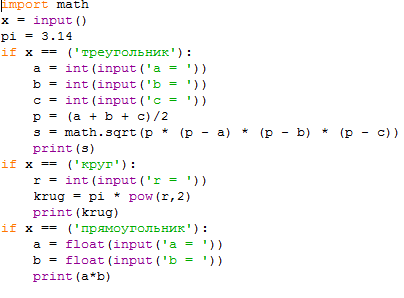 import math
x = input()
pi = 3.14
if x == ('треугольник'):
    a = int(input('a = '))
    b = int(input('b = '))
    c = int(input('c = '))
    p = (a + b + c)/2
    s = math.sqrt(p * (p - a) * (p - b) * (p - c))
    print(s)
if x == ('круг'):
    r = int(input('r = '))
    krug = pi * pow(r,2)
    print(krug)
if x == ('прямоугольник'):
    a = float(input('a = '))
    b = float(input('b = '))
    print(a*b)